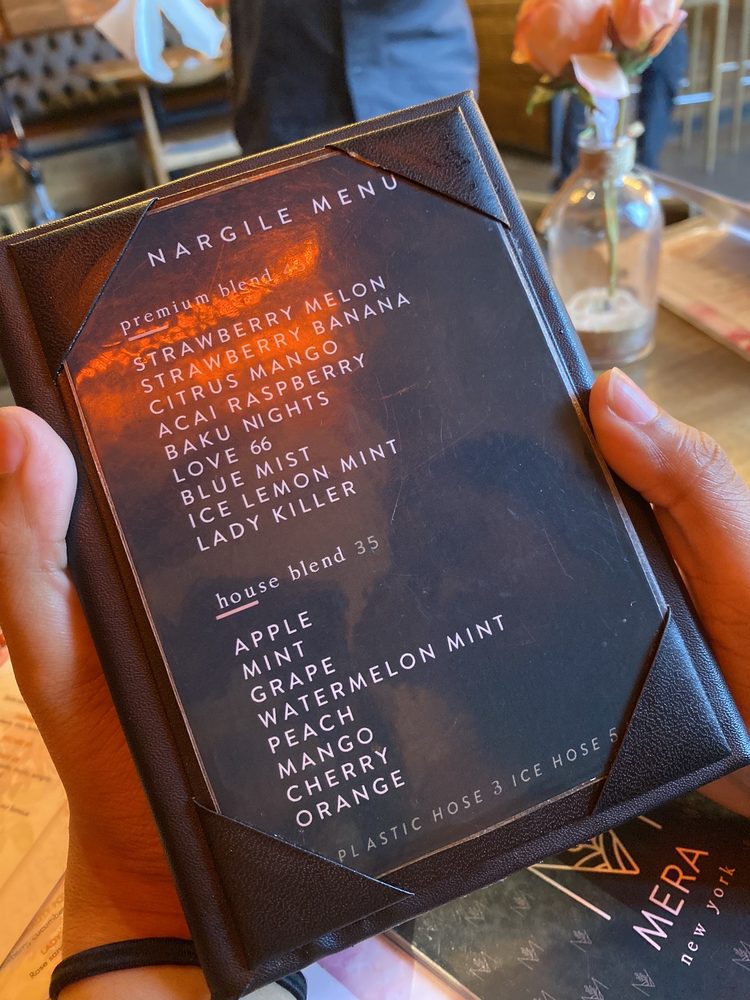 NARGILE MENU
premium blend 45
STRAWBERRY MELON
STRAWBERRY BANANA
CITRUS MANGO
ACAI RASPBERRY
BAKU NIGHTS
LOVE 66
BLUE MIST
ICE LEMON MINT
LADY KILLER
house blend 35
APPLE
MINT
GRAPE
WATERMELON MINT
PEACH
MANGO
CHERRY
ORANGE
PLASTIC HOSE 3 ICE HOSE 5
MERA
new york